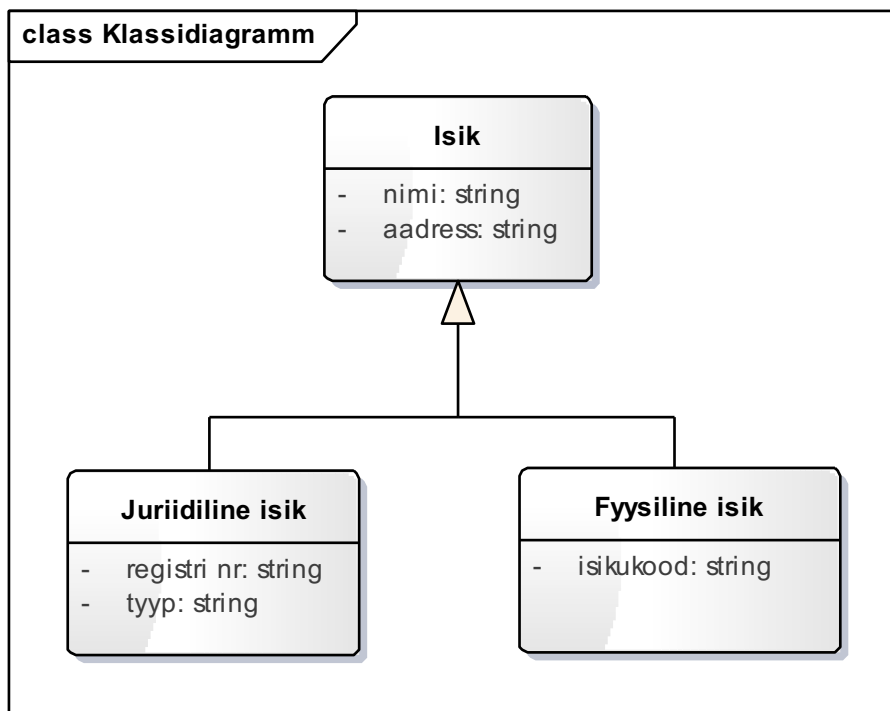 class Klassidiagramm
Isik
- nimi: string
- aadress: string
Juriidiline isik
- registri nr: string
- tyyp: string
Fyysiline isik
- isikukood: string